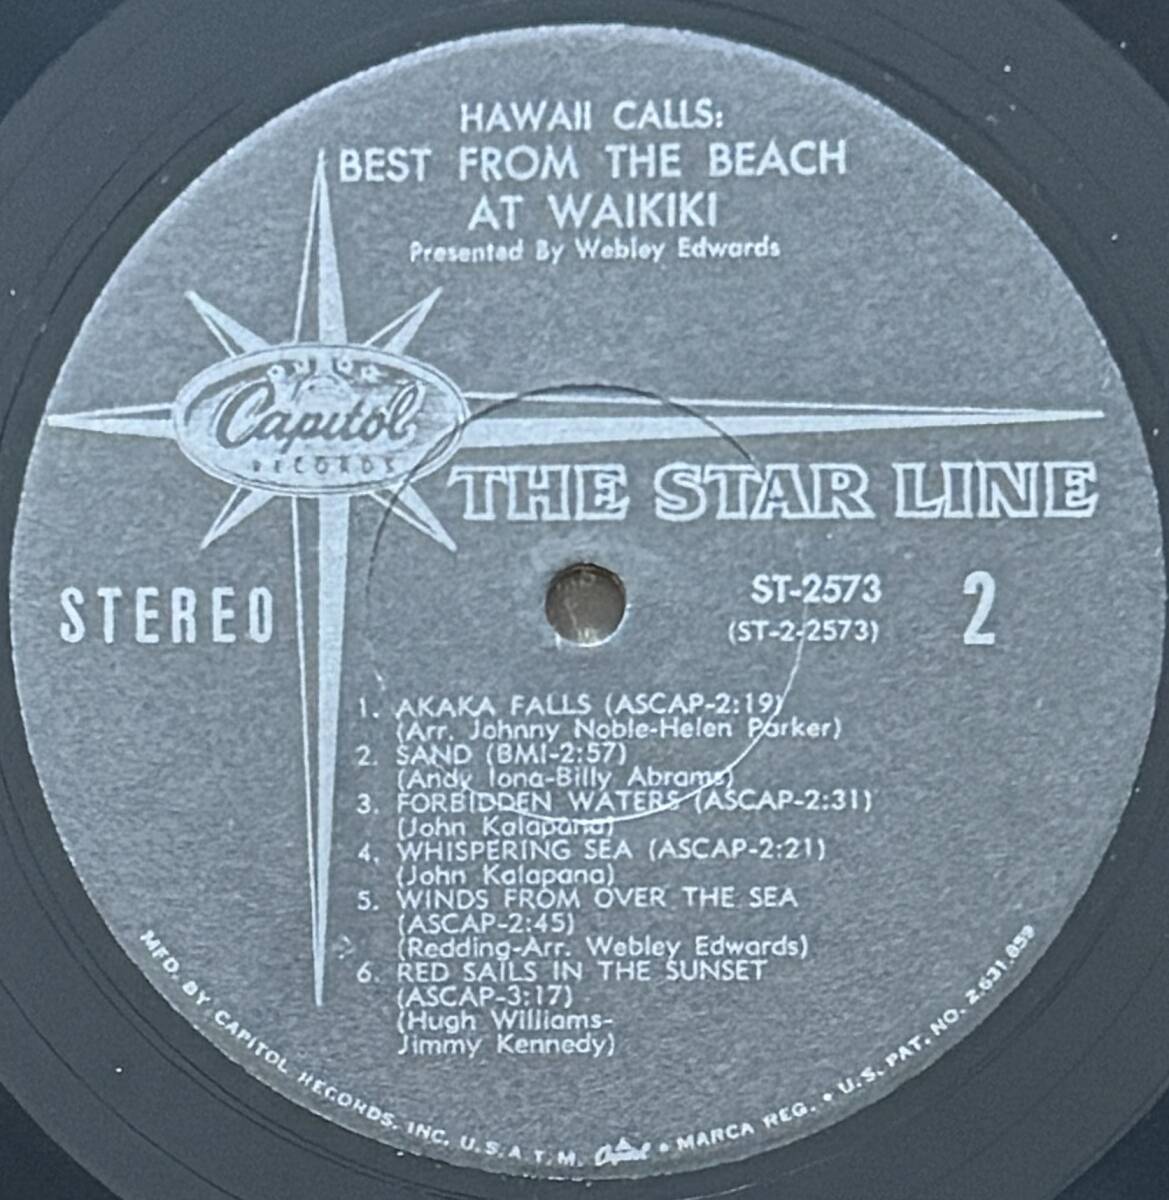 HAWAII CALLS:
BEST FROM THE BEACH
AT WAIKIKI
Presented By Webley Edwards
Capitol
RECORDS
THE STAR LINE
STEREO
ST-2573
(ST-2-2573)
2
1. AKAKA FALLS (ASCAP-2:19)
(Arr. Johnny Noble-Helen Parker)
2. SAND (BMI-2:57)
(Andy Iona-Billy Abrams)
3. FORBIDDEN WATERS (ASCAP-2:31)
(John Kalapana)
4. WHISPERING SEA (ASCAP-2:21)
(John Kalapana)
5. WINDS FROM OVER THE SEA
(ASCAP-2:45)
(Redding-Arr. Webley Edwards)
6. RED SAILS IN THE SUNSET
(ASCAP-3:17)
(Hugh Williams-
Jimmy Kennedy)
MFD. BY CAPITOL RECORDS, INC. U.S.A. T.M. Capitol • MARCA REG. • U.S. PAT. NO. 2,631,859